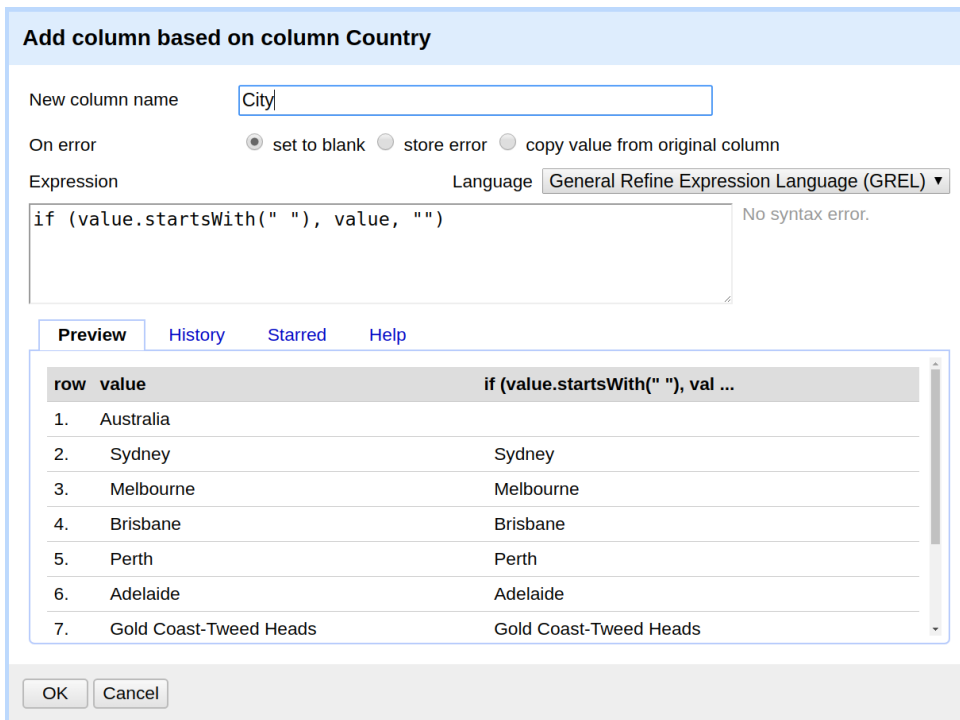 Add column based on column Country
New column name City
On error set to blank store error copy value from original column
Expression Language General Refine Expression Language (GREL) ▼
if (value.startsWith(" "), value, "") No syntax error.
Preview History Starred Help
row value if (value.startsWith(" "), val ...
1. Australia
2. Sydney Sydney
3. Melbourne Melbourne
4. Brisbane Brisbane
5. Perth Perth
6. Adelaide Adelaide
7. Gold Coast-Tweed Heads Gold Coast-Tweed Heads
OK Cancel